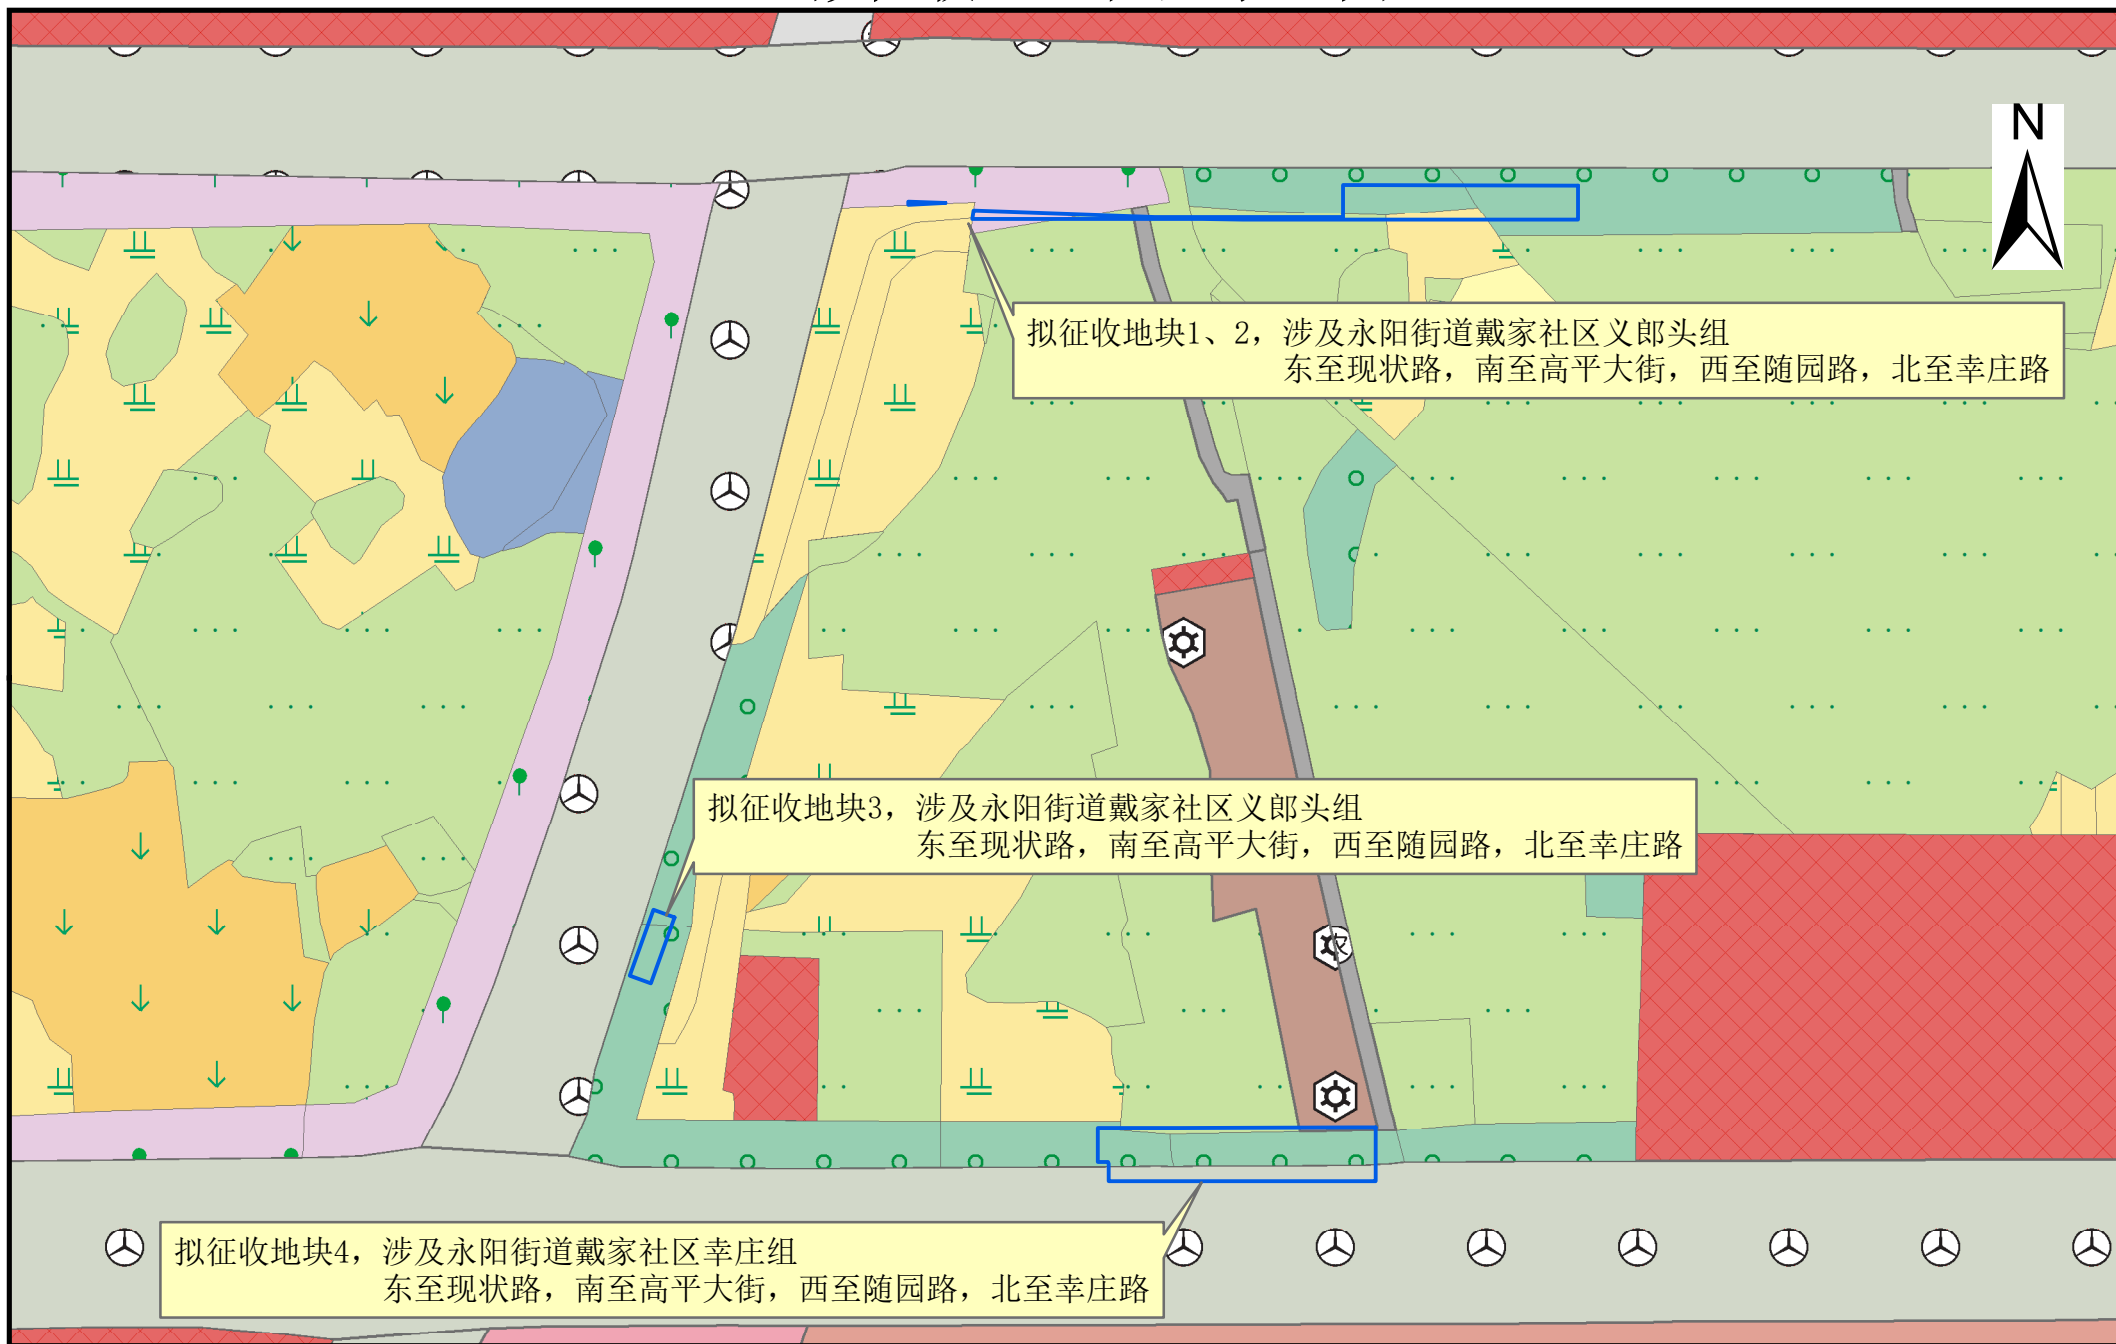 N
拟征收地块1、2，涉及永阳街道戴家社区义郎头组
东至现状路，南至高平大街，西至随园路，北至幸庄路
拟征收地块3，涉及永阳街道戴家社区义郎头组
东至现状路，南至高平大街，西至随园路，北至幸庄路
拟征收地块4，涉及永阳街道戴家社区幸庄组
东至现状路，南至高平大街，西至随园路，北至幸庄路